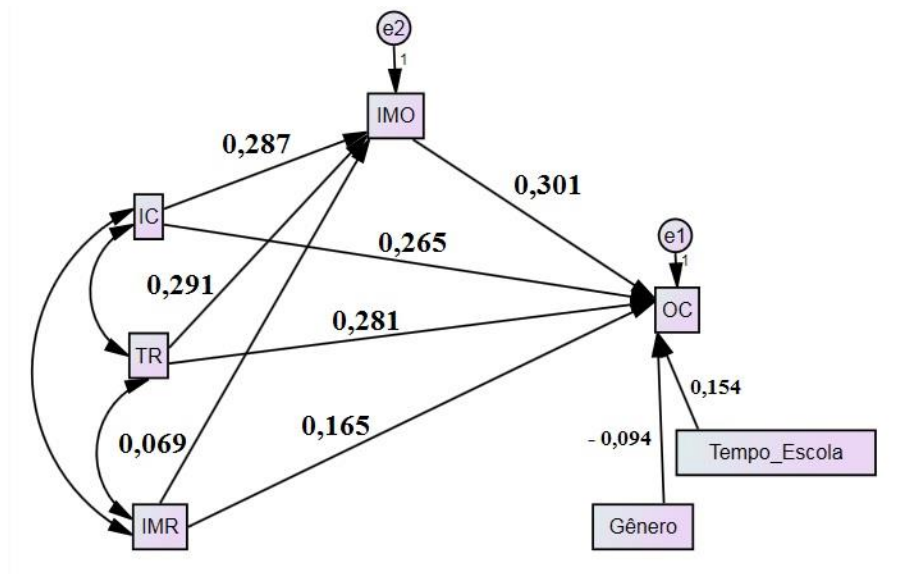 e2
1
IMO
0,287
0,301
IC
e1
0,265
1
0,291
OC
0,281
TR
0,154
0,165
0,069
- 0,094
Tempo_Escola
IMR
Gênero